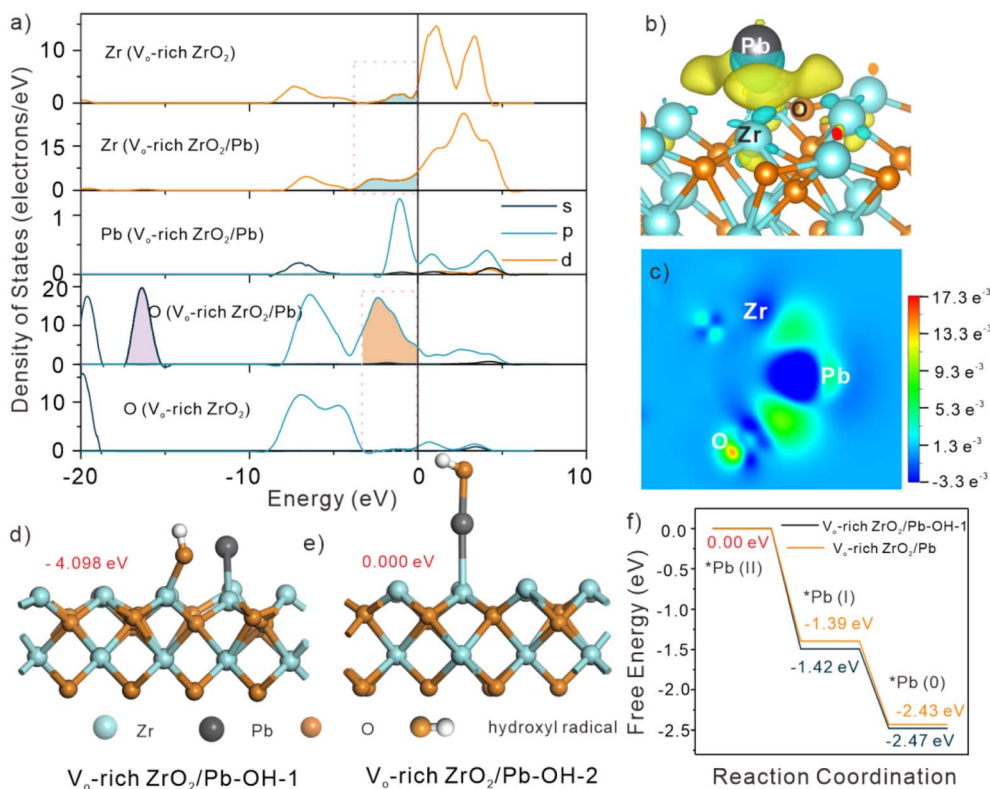 a)
Density of States (electrons/eV)
10
0
Zr (Vₒ-rich ZrO₂)
15
0
Zr (Vₒ-rich ZrO₂/Pb)
1
0
Pb (Vₒ-rich ZrO₂/Pb)
s
p
d
20
10
0
O (Vₒ-rich ZrO₂/Pb)
10
0
O (Vₒ-rich ZrO₂)
-20
-10
0
10
Energy (eV)
b)
Pb
O
Zr
c)
Zr
Pb
O
17.3 e⁻³
13.3 e⁻³
9.3 e⁻³
5.3 e⁻³
1.3 e⁻³
-3.3 e⁻³
d)
- 4.098 eV
e)
0.000 eV
Zr
Pb
O
hydroxyl radical
Vₒ-rich ZrO₂/Pb-OH-1
Vₒ-rich ZrO₂/Pb-OH-2
f)
Free Energy (eV)
0.0
-0.5
-1.0
-1.5
-2.0
-2.5
Vₒ-rich ZrO₂/Pb-OH-1
Vₒ-rich ZrO₂/Pb
0.00 eV
*Pb (II)
*Pb (I)
-1.39 eV
-1.42 eV
*Pb (0)
-2.43 eV
-2.47 eV
Reaction Coordination